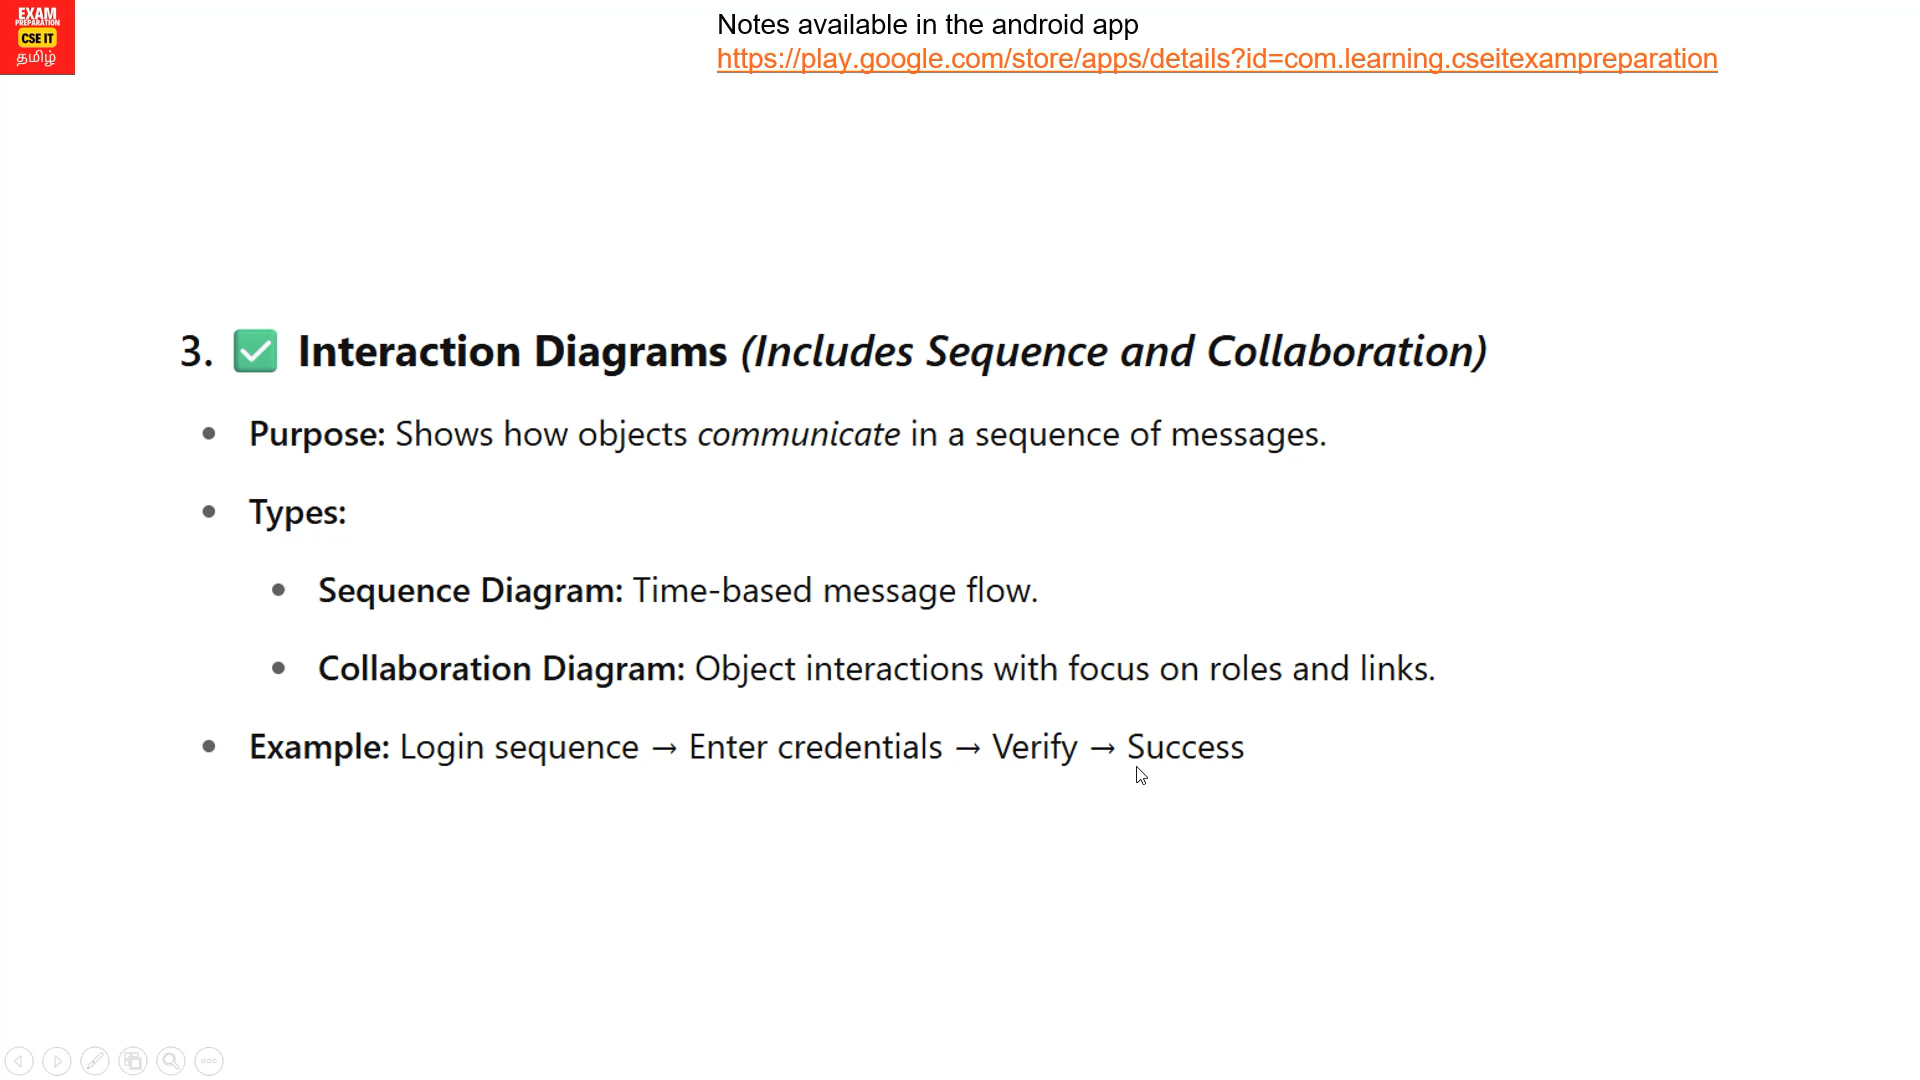 EXAM
PREPARATION
CSE IT
தமிழ்
Notes available in the android app
https://play.google.com/store/apps/details?id=com.learning.cseitexampreparation
3. ✅ Interaction Diagrams (Includes Sequence and Collaboration)
• Purpose: Shows how objects communicate in a sequence of messages.
• Types:
• Sequence Diagram: Time-based message flow.
• Collaboration Diagram: Object interactions with focus on roles and links.
• Example: Login sequence → Enter credentials → Verify → Success